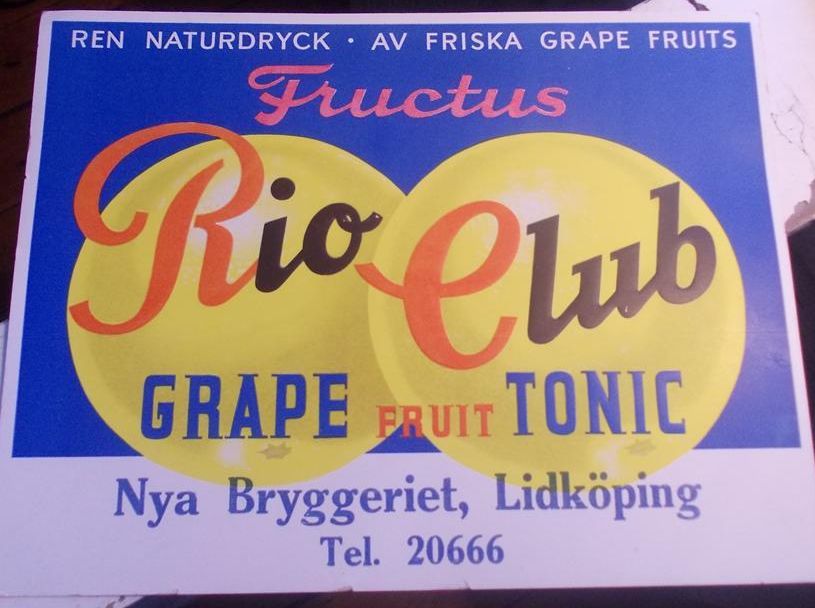 REN NATURDRYCK · AV FRISKA GRAPE FRUITS
Fructus
Rio Club
GRAPE FRUIT TONIC
Nya Bryggeriet, Lidköping
Tel. 20666